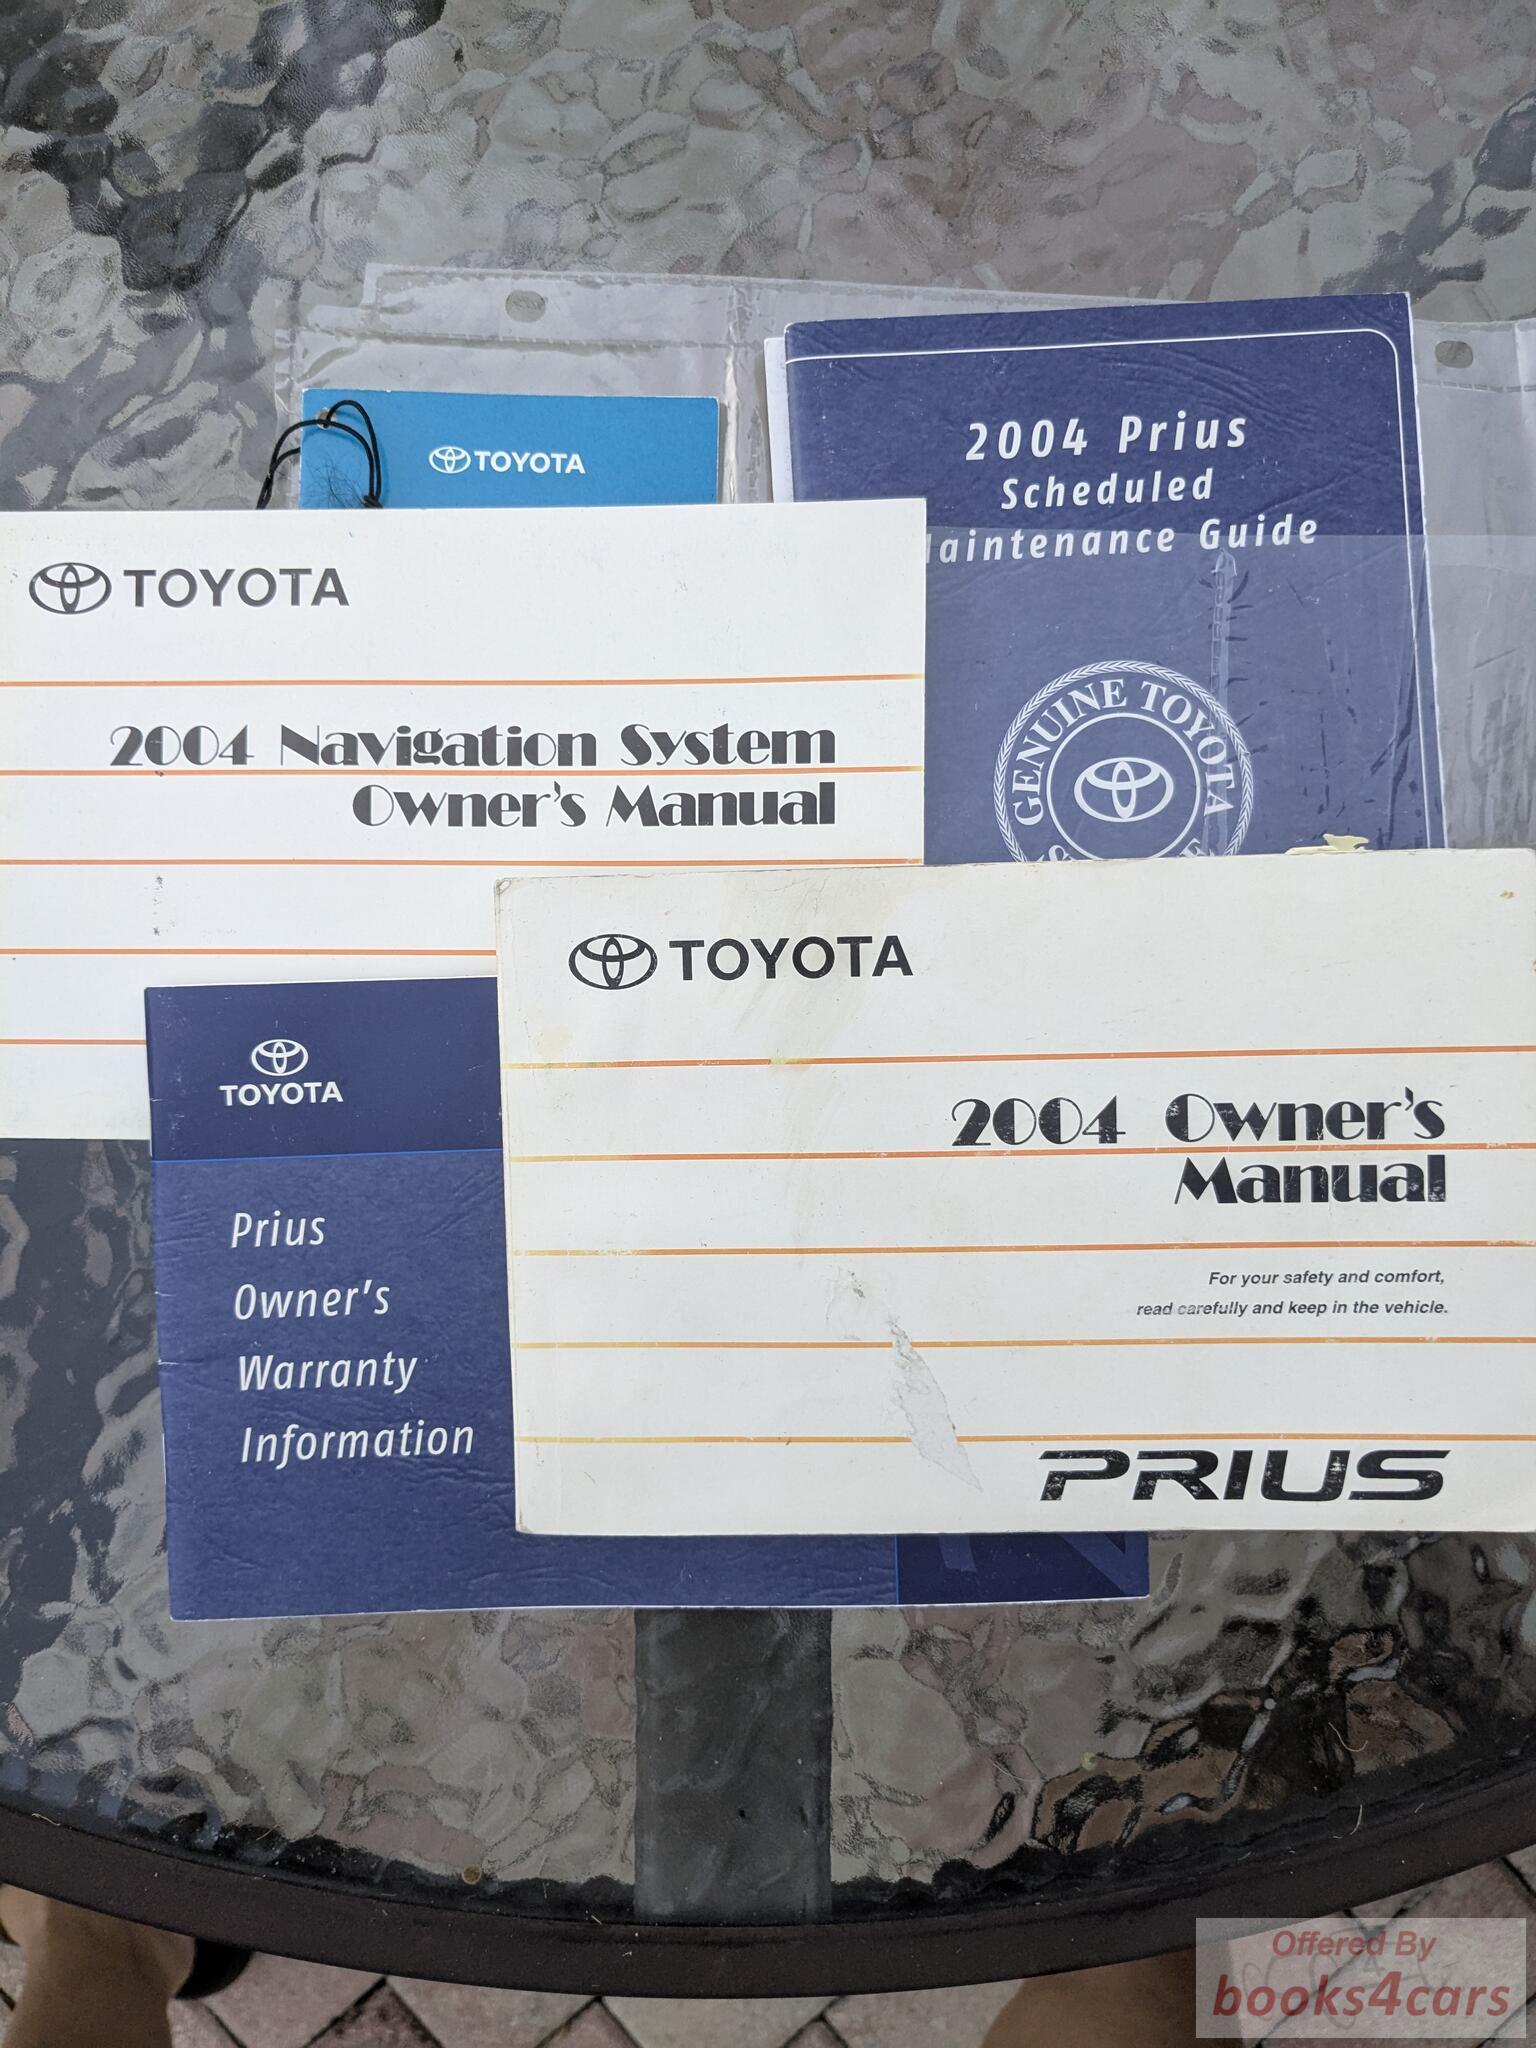 TOYOTA
2004 Prius
Scheduled
aintenance Guide
GENUINE TOYOTA
TOYOTA
2004 Navigation System
Owner's Manual
TOYOTA
Prius
Owner's
Warranty
Information
TOYOTA
2004 Owner's
Manual
For your safety and comfort,
read carefully and keep in the vehicle.
PRIUS
Offered By
books4cars